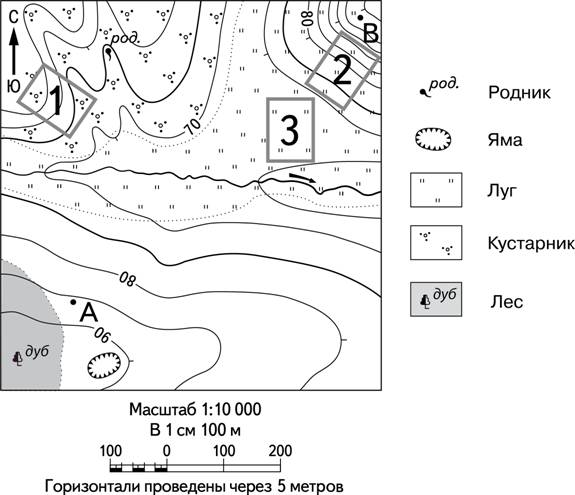 С
Ю
род.
1
80
В
2
70
3
80
А
90
дуб
род.
Родник
Яма
Луг
Кустарник
дуб
Лес
Масштаб 1:10 000
В 1 см 100 м
100 0 100 200
Горизонтали проведены через 5 метров